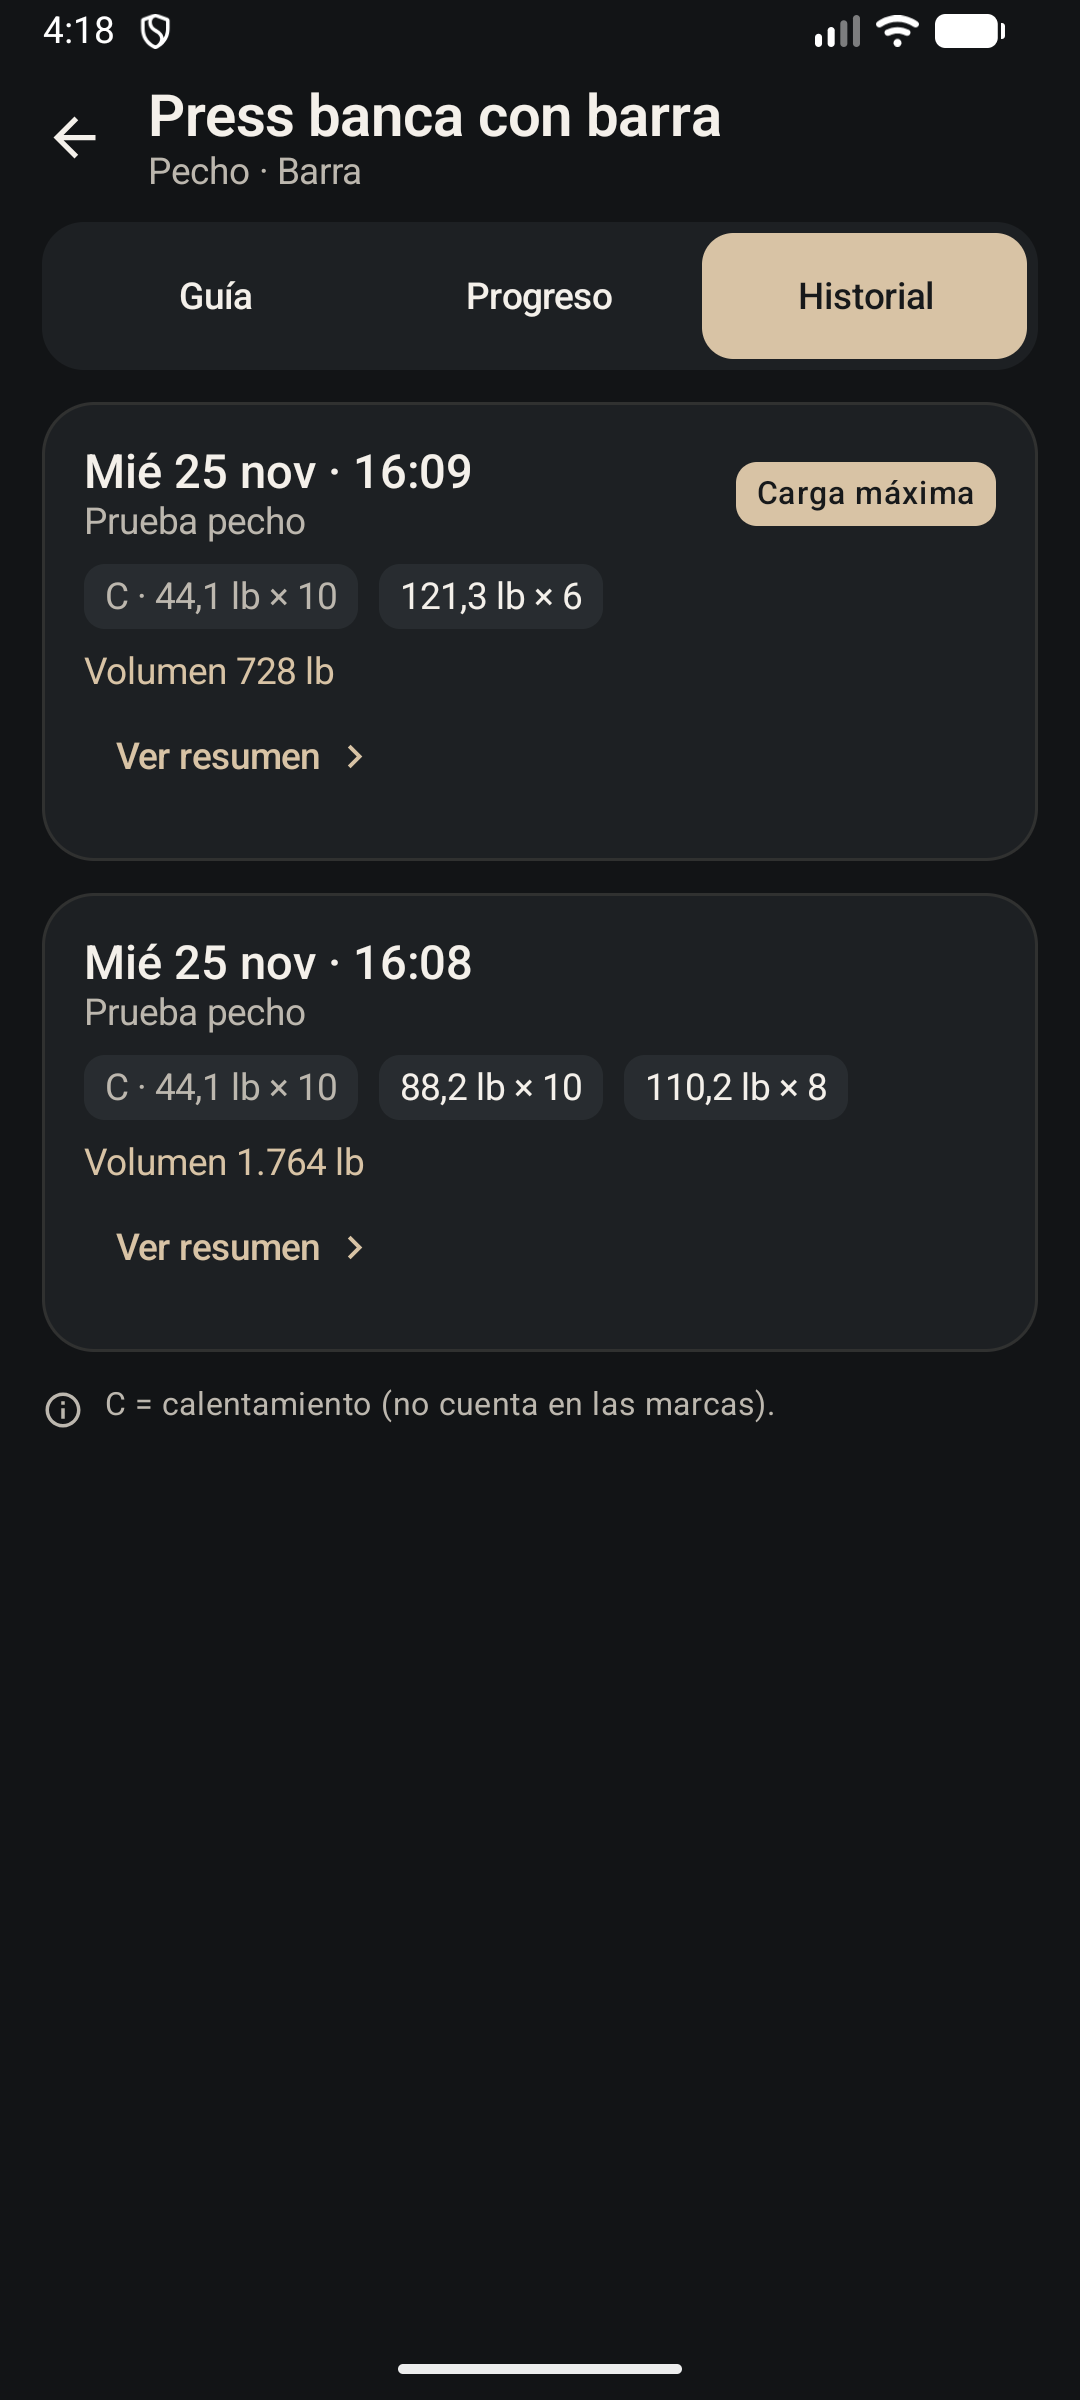 4:18
Press banca con barra
Pecho · Barra
Guía
Progreso
Historial
Mié 25 nov · 16:09
Carga máxima
Prueba pecho
C · 44,1 lb × 10
121,3 lb × 6
Volumen 728 lb
Ver resumen
Mié 25 nov · 16:08
Prueba pecho
C · 44,1 lb × 10
88,2 lb × 10
110,2 lb × 8
Volumen 1.764 lb
Ver resumen
C = calentamiento (no cuenta en las marcas).